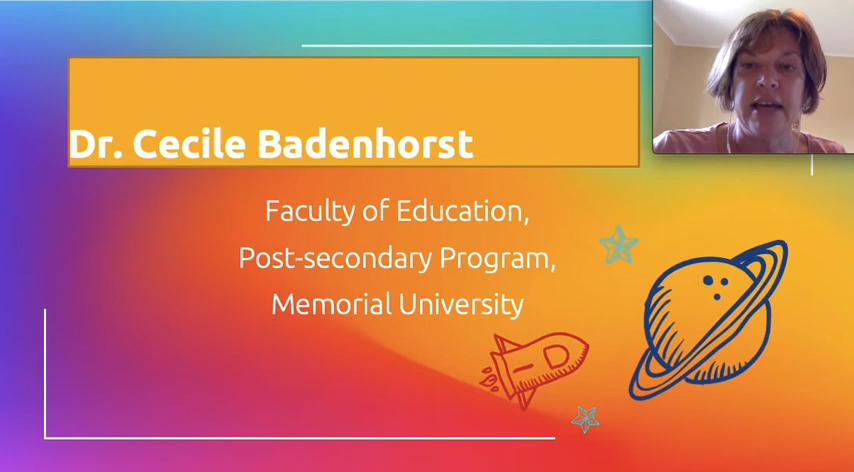 Dr. Cecile Badenhorst
Faculty of Education,
Post-secondary Program,
Memorial University